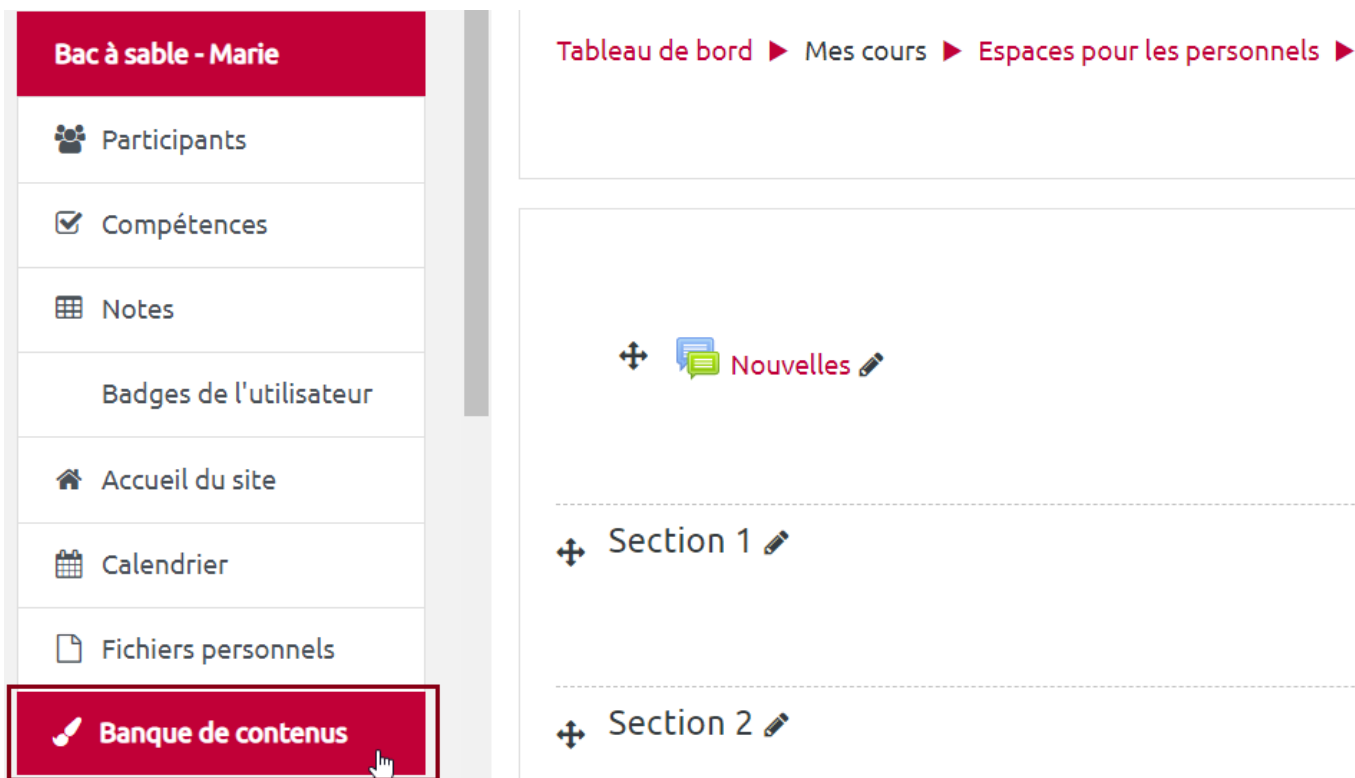 Bac à sable - Marie
Participants
Compétences
Notes
Badges de l'utilisateur
Accueil du site
Calendrier
Fichiers personnels
Banque de contenus
Tableau de bord ▶ Mes cours ▶ Espaces pour les personnels ▶
Nouvelles
Section 1
Section 2